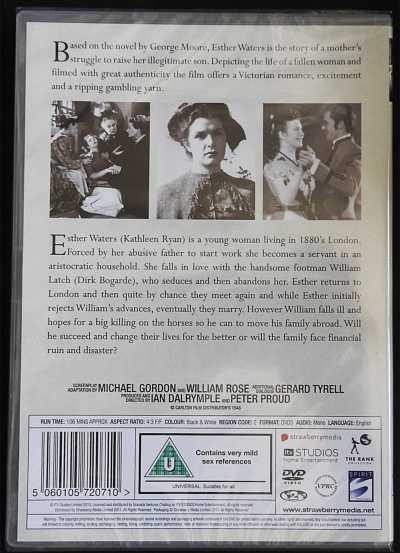 Based on the novel by George Moore, Esther Waters is the story of a mother's
struggle to raise her illegitimate son. Depicting the life of a fallen woman and
filmed with great authenticity the film offers a Victorian romance, excitement
and a ripping gambling yarn.
Esther Waters (Kathleen Ryan) is a young woman living in 1880's London.
Forced by her abusive father to start work she becomes a servant in an
aristocratic household. She falls in love with the handsome footman William
Latch (Dirk Bogarde), who seduces and then abandons her. Esther returns to
London and then quite by chance they meet again and while Esther initially
rejects William's advances, eventually they marry. However William falls ill and
hopes for a big killing on the horses so he can to move his family abroad. Will
he succeed and change their lives for the better or will the family face financial
ruin and disaster?
SCREENPLAY ADAPTATION BY MICHAEL GORDON AND WILLIAM ROSE ADDITIONAL DIALOGUE BY GERARD TYRELL
PRODUCED AND DIRECTED BY IAN DALRYMPLE AND PETER PROUD
© CARLTON FILM DISTRIBUTORS 1948
RUN TIME: 106 MINS APPROX ASPECT RATIO: 4:3 F/F COLOUR: Black & White REGION CODE: 2 FORMAT: DVD5 AUDIO: Mono LANGUAGE: English
5 060105 720710 >
U
UNIVERSAL Suitable for all
Contains very mild
sex references
strawberrymedia
itv STUDIOS
Home Entertainment
THE RANK
COLLECTION
DVD
VIDEO
VPRC
SPIRIT
www.strawberrymedia.net